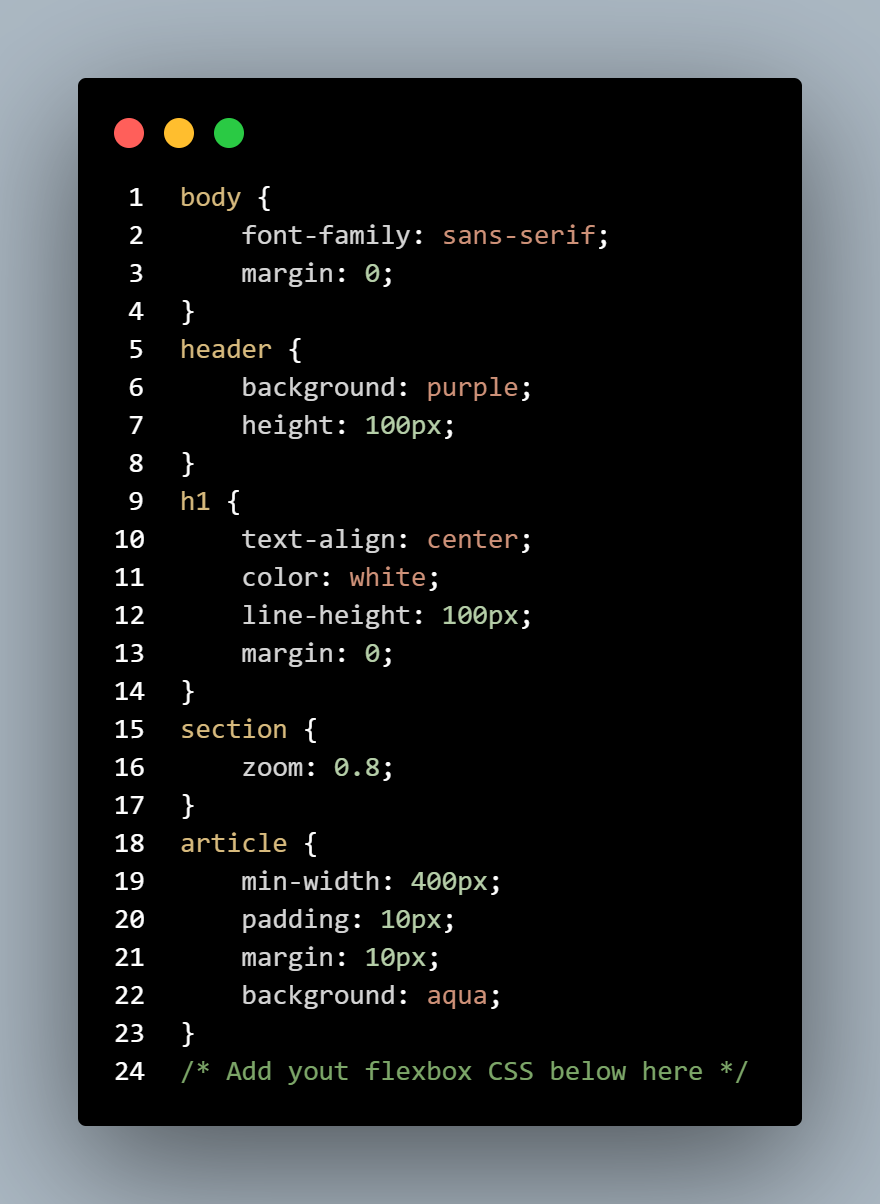 1 body {
2     font-family: sans-serif;
3     margin: 0;
4 }
5 header {
6     background: purple;
7     height: 100px;
8 }
9 h1 {
10     text-align: center;
11     color: white;
12     line-height: 100px;
13     margin: 0;
14 }
15 section {
16     zoom: 0.8;
17 }
18 article {
19     min-width: 400px;
20     padding: 10px;
21     margin: 10px;
22     background: aqua;
23 }
24 /* Add yout flexbox CSS below here */